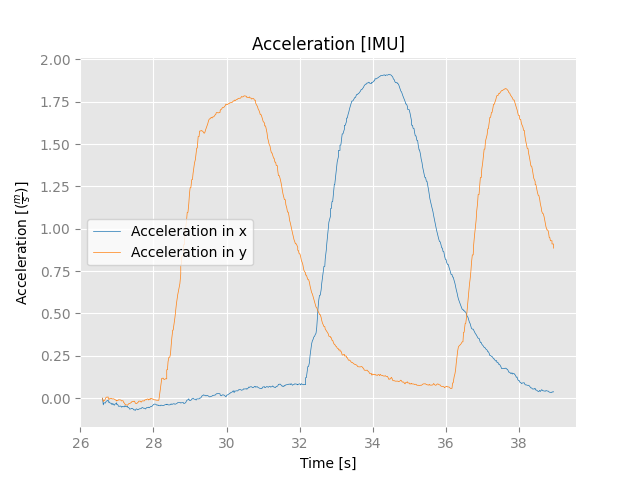 Acceleration [IMU]
2.00
1.75
1.50
1.25
1.00
0.75
0.50
0.25
0.00
Acceleration [(m/s)]
Acceleration in x
Acceleration in y
26 28 30 32 34 36 38
Time [s]